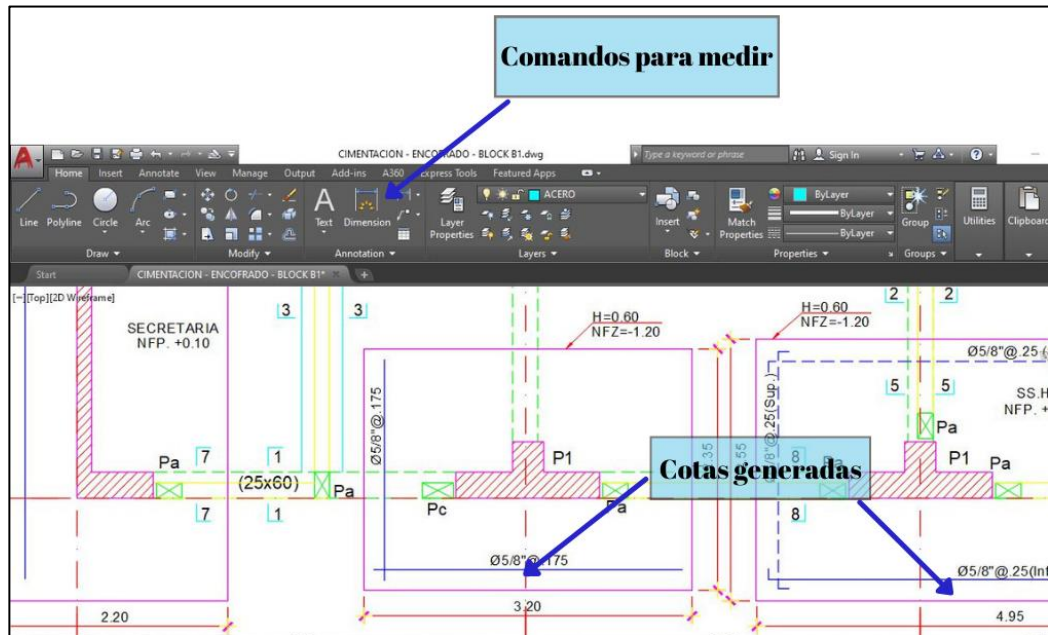 Comandos para medir
CIMENTACION - ENCOFRADO - BLOCK B1.dwg
Type a keyword or phrase
Sign In
Home Insert Annotate View Manage Output Add-ins A360 Express Tools Featured Apps
ACERO
ByLayer
ByLayer
ByLayer
Line Polyline Circle Arc
Text Dimension
Layer Properties
Insert
Match Properties
Group
Utilities
Clipboard
Draw
Modify
Annotation
Layers
Block
Properties
Groups
Start
CIMENTACION - ENCOFRADO - BLOCK B1*
[−][Top][2D Wireframe]
SECRETARIA
NFP. +0.10
3 3
H=0.60
NFZ=-1.20
H=0.60
NFZ=-1.20
2 2
Ø5/8"@.25
5 5
SS.H
NFP. +
Ø5/8"@.175
Pa
7 1
(25x60)
Pa
7 1
Pc
P1
Pa
Cotas generadas
.35
.55
Ø5/8"@.25(Sup.)
8
8
Pa
P1
Pa
Ø5/8"@.175
Ø5/8"@.25(Inf
2.20
3.20
4.95